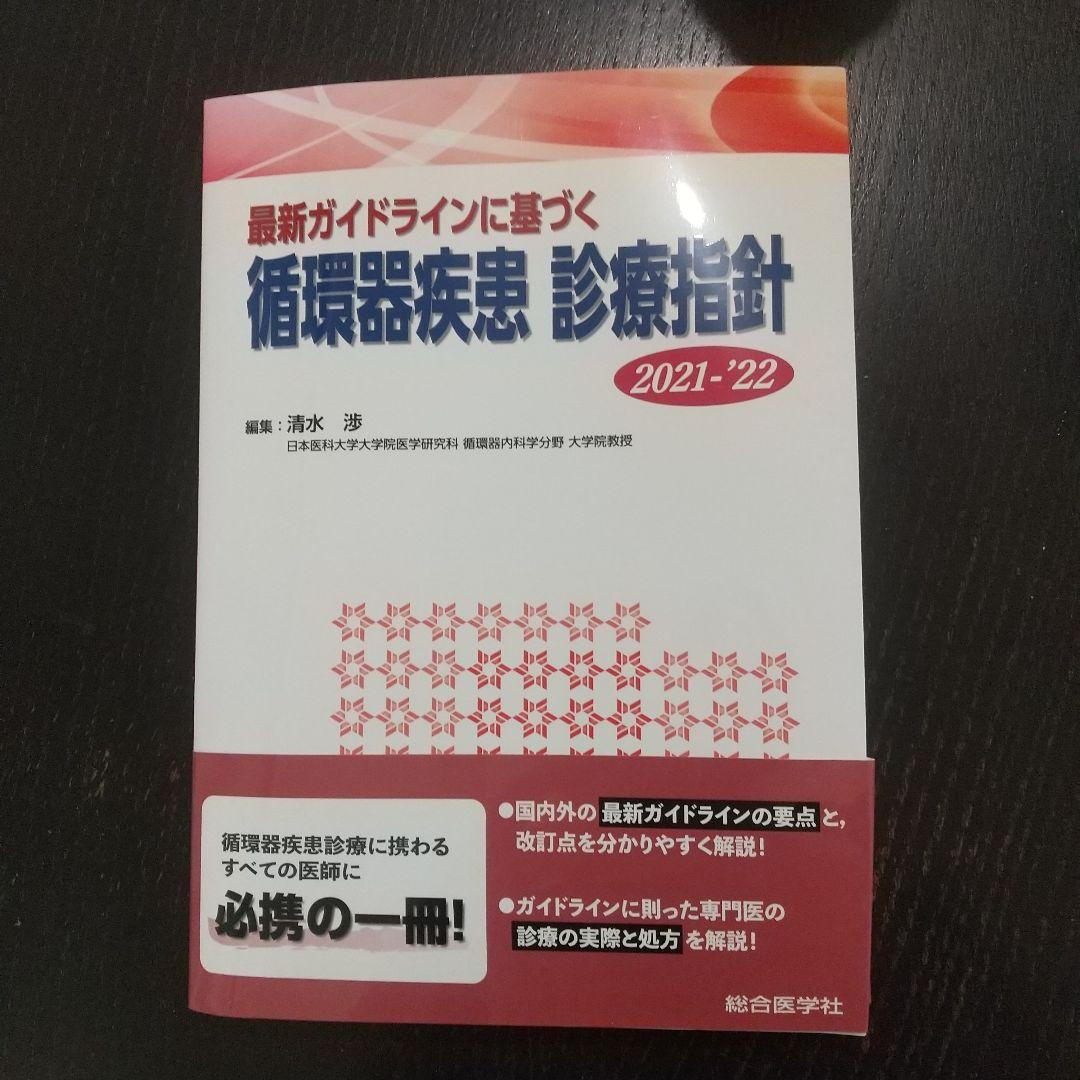 最新ガイドラインに基づく
循環器疾患 診療指針
2021-’22
編集：清水　渉
日本医科大学大学院医学研究科 循環器内科学分野 大学院教授
循環器疾患診療に携わる
すべての医師に
必携の一冊！
●国内外の 最新ガイドラインの要点 と，
改訂点を分かりやすく解説！
●ガイドラインに則った専門医の
診療の実際と処方 を解説！
総合医学社